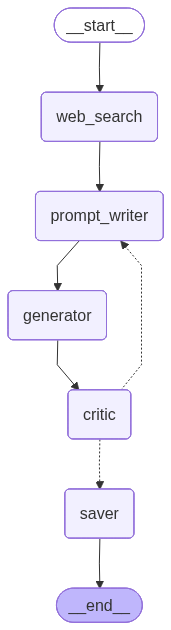 __start__
web_search
prompt_writer
generator
critic
saver
__end__